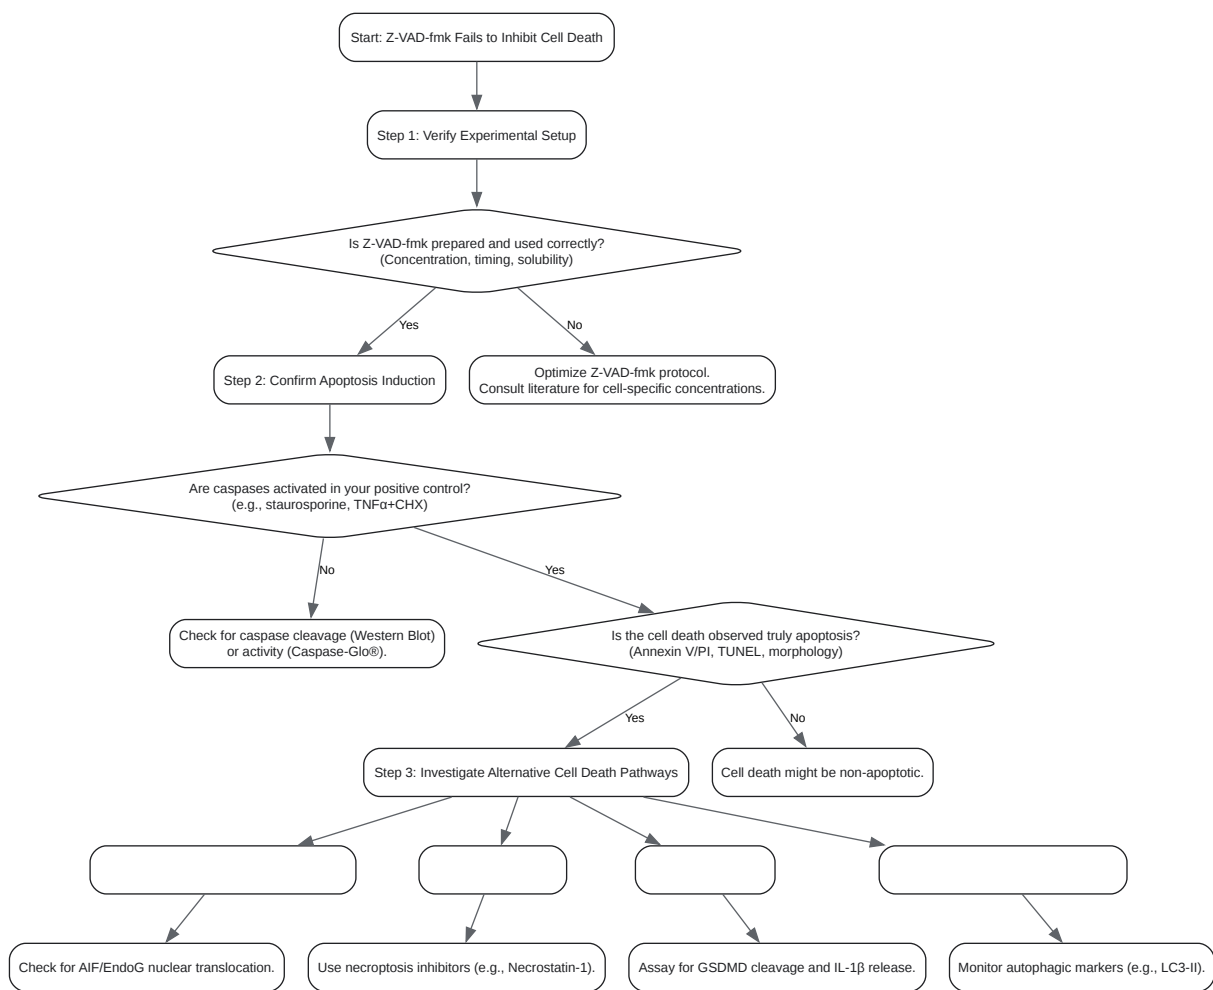 Start: Z-VAD-fmk Fails to Inhibit Cell Death
Step 1: Verify Experimental Setup
Is Z-VAD-fmk prepared and used correctly?
(Concentration, timing, solubility)
Yes
No
Step 2: Confirm Apoptosis Induction
Optimize Z-VAD-fmk protocol.
Consult literature for cell-specific concentrations.
Are caspases activated in your positive control?
(e.g., staurosporine, TNFα+CHX)
No
Yes
Check for caspase cleavage (Western Blot)
or activity (Caspase-Glo®).
Is the cell death observed truly apoptosis?
(Annexin V/PI, TUNEL, morphology)
Yes
No
Step 3: Investigate Alternative Cell Death Pathways
Cell death might be non-apoptotic.
Check for AIF/EndoG nuclear translocation.
Use necroptosis inhibitors (e.g., Necrostatin-1).
Assay for GSDMD cleavage and IL-1β release.
Monitor autophagic markers (e.g., LC3-II).